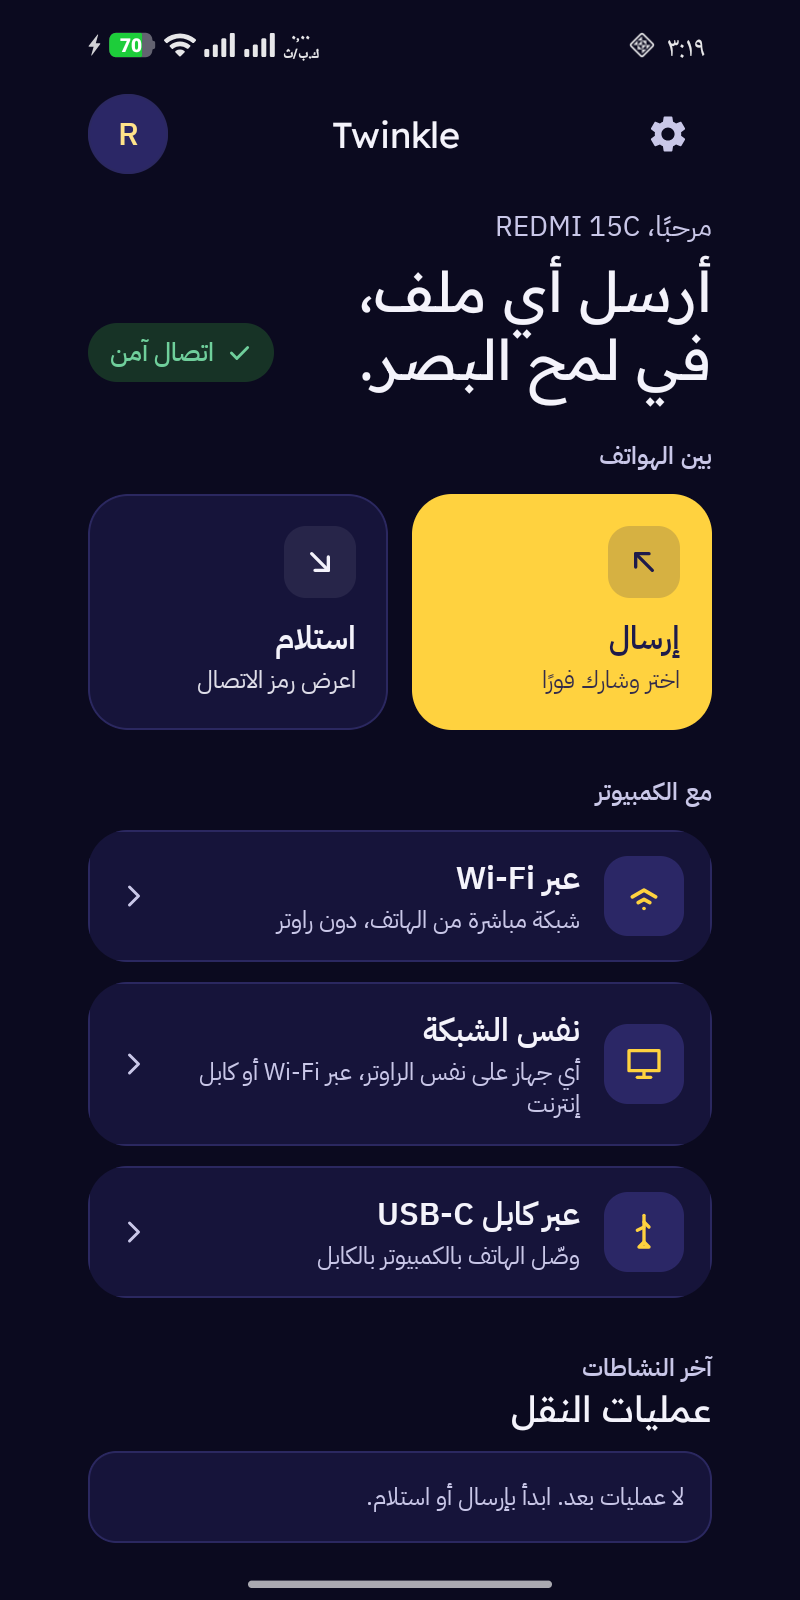 ٣:١٩
٠٫٠٠
ك.ب/ث
70
Twinkle
R
مرحبًا، REDMI 15C
أرسل أي ملف،
في لمح البصر.
اتصال آمن
بين الهواتف
إرسال
اختر وشارك فورًا
استلام
اعرض رمز الاتصال
مع الكمبيوتر
عبر Wi-Fi
شبكة مباشرة من الهاتف، دون راوتر
نفس الشبكة
أي جهاز على نفس الراوتر، عبر Wi-Fi أو كابل
إنترنت
عبر كابل USB-C
وصّل الهاتف بالكمبيوتر بالكابل
آخر النشاطات
عمليات النقل
لا عمليات بعد. ابدأ بإرسال أو استلام.